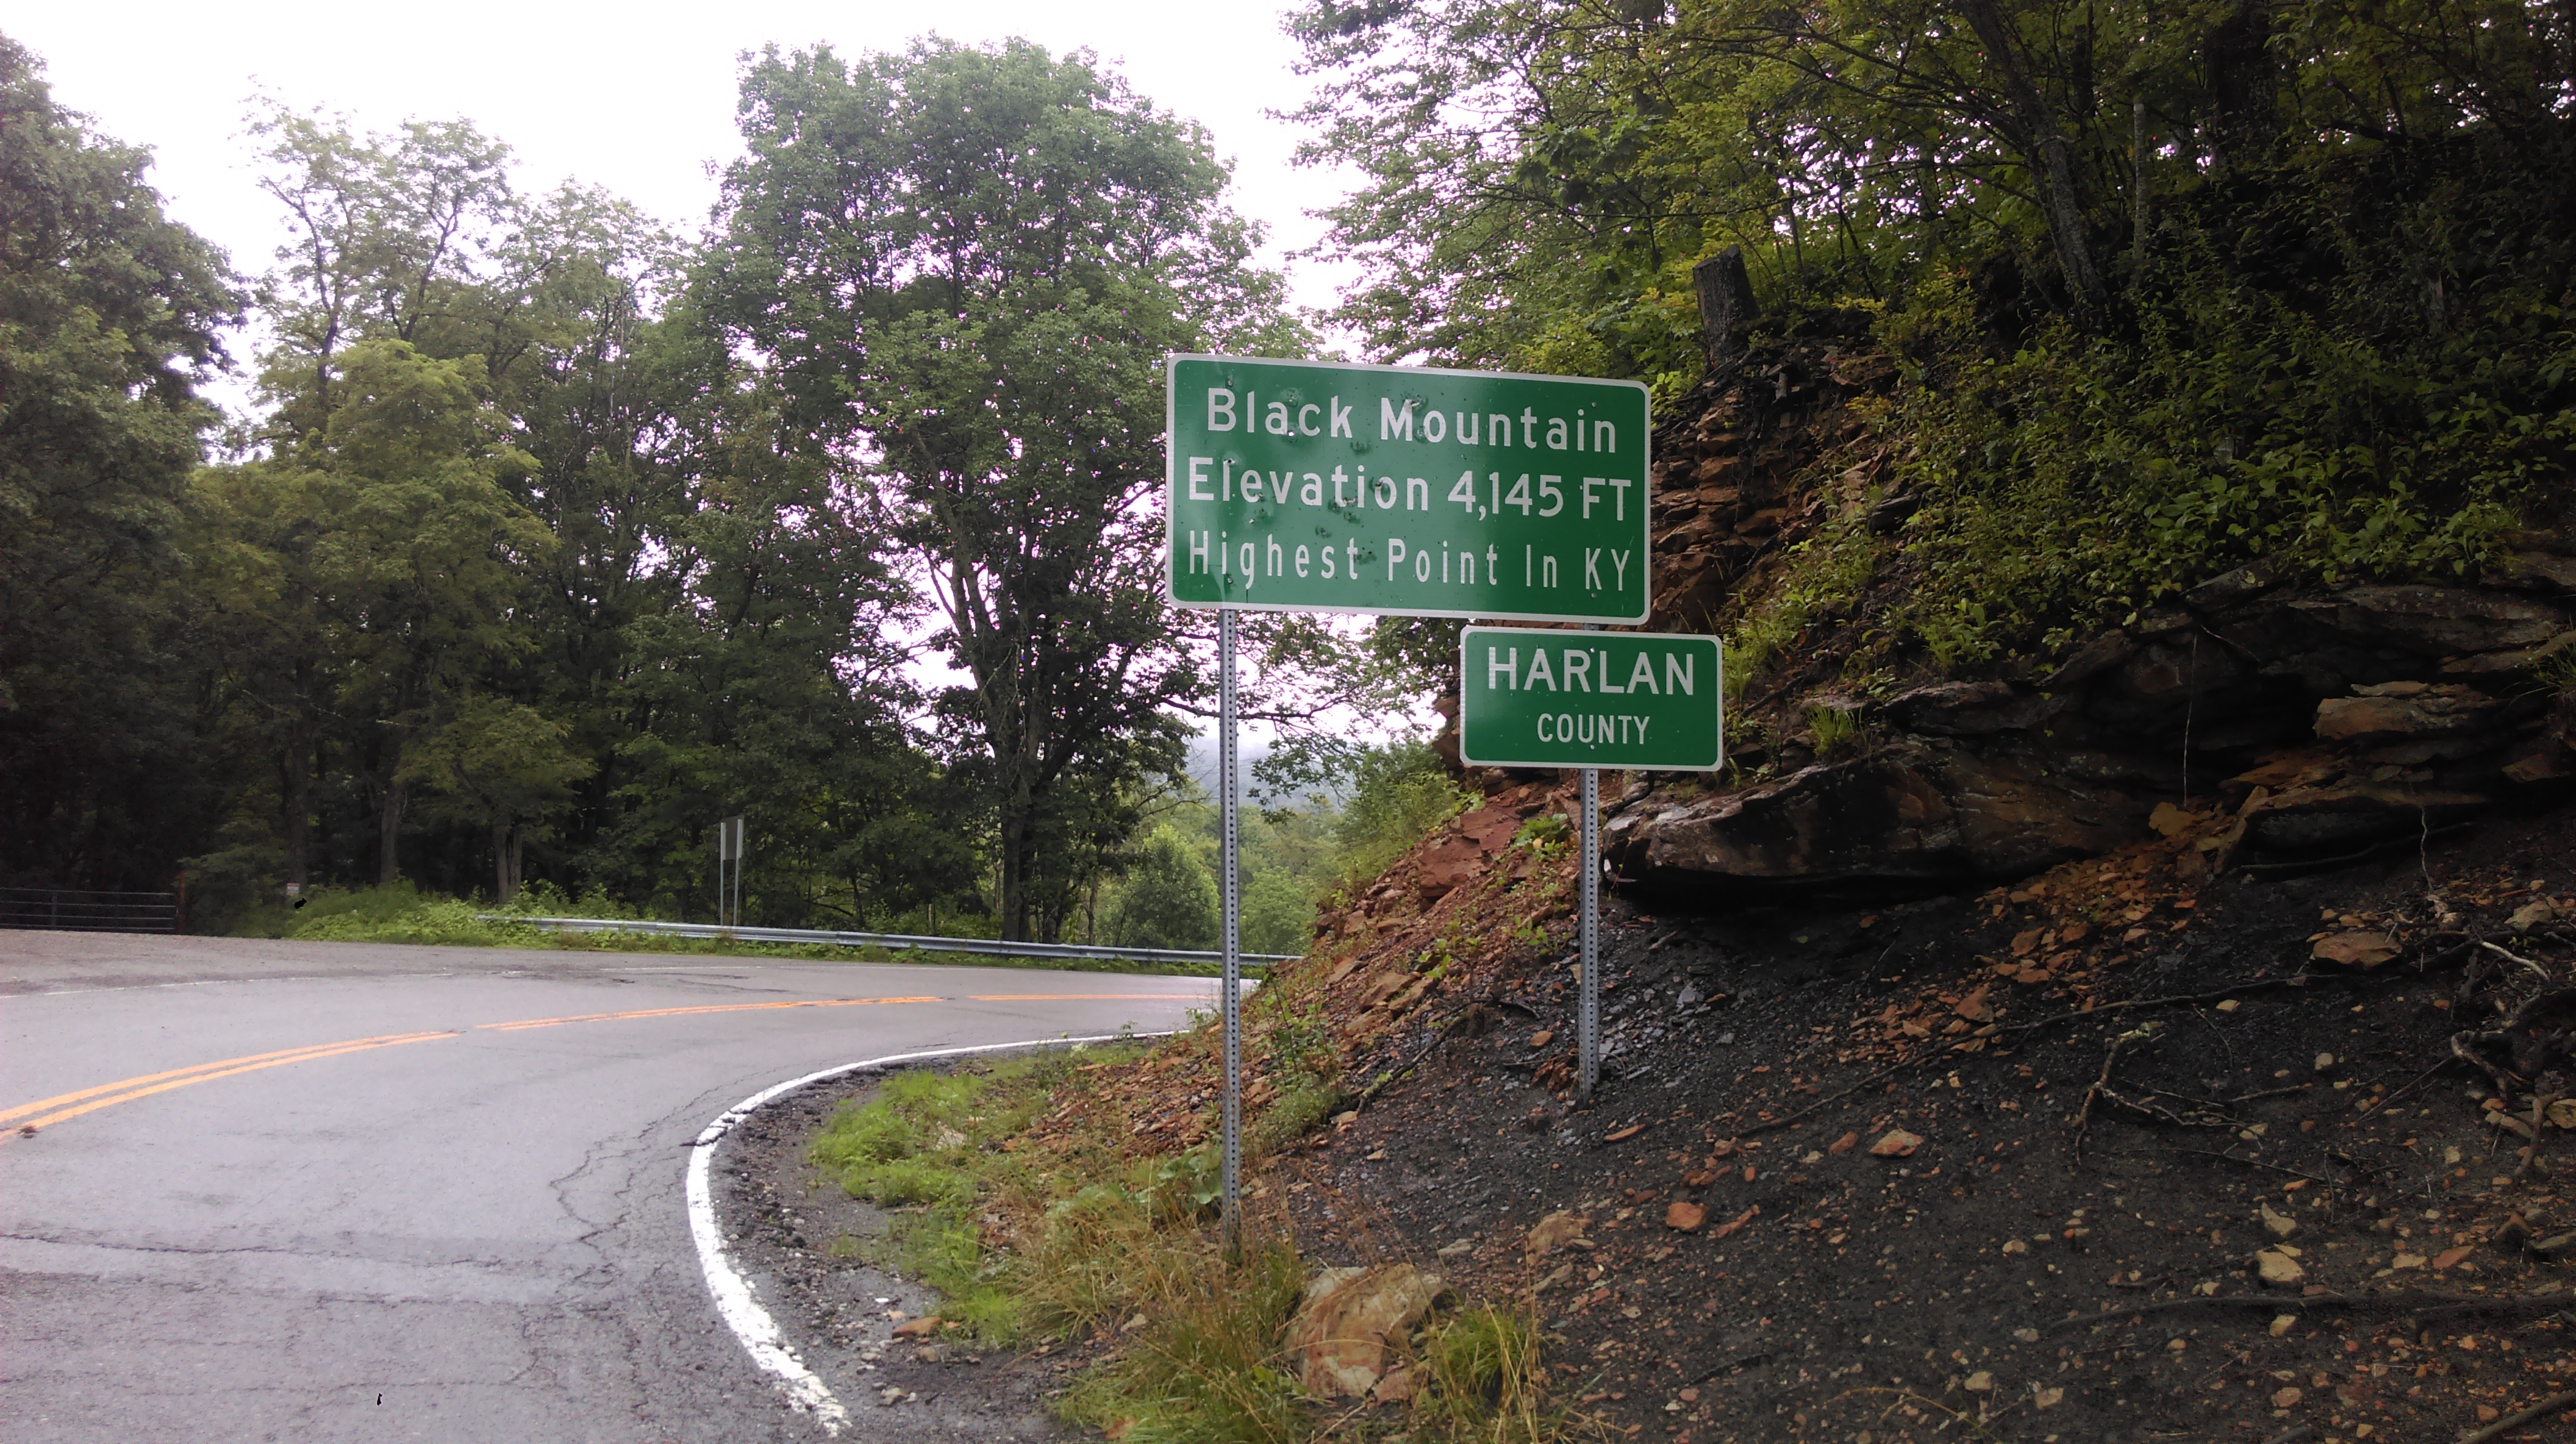 Black Mountain
Elevation 4,145 FT
Highest Point In KY
HARLAN
COUNTY